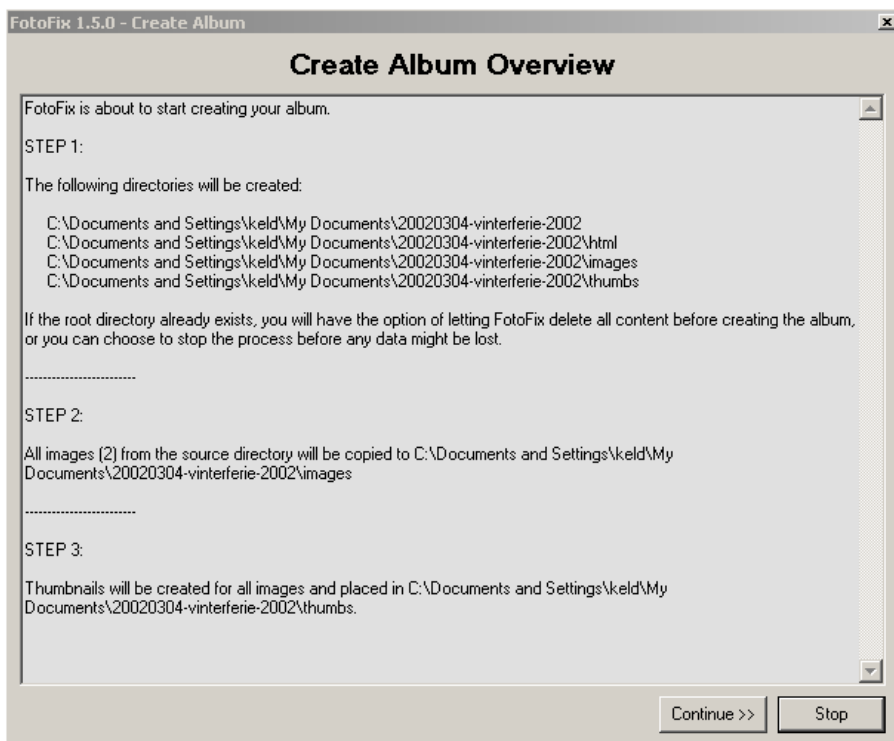 FotoFix 1.5.0 - Create Album
Create Album Overview
FotoFix is about to start creating your album.
STEP 1:
The following directories will be created:
C:\Documents and Settings\keld\My Documents\20020304-vinterferie-2002
C:\Documents and Settings\keld\My Documents\20020304-vinterferie-2002\html
C:\Documents and Settings\keld\My Documents\20020304-vinterferie-2002\images
C:\Documents and Settings\keld\My Documents\20020304-vinterferie-2002\thumbs
If the root directory already exists, you will have the option of letting FotoFix delete all content before creating the album,
or you can choose to stop the process before any data might be lost.
-------------------------
STEP 2:
All images (2) from the source directory will be copied to C:\Documents and Settings\keld\My
Documents\20020304-vinterferie-2002\images
-------------------------
STEP 3:
Thumbnails will be created for all images and placed in C:\Documents and Settings\keld\My
Documents\20020304-vinterferie-2002\thumbs.
Continue >>
Stop